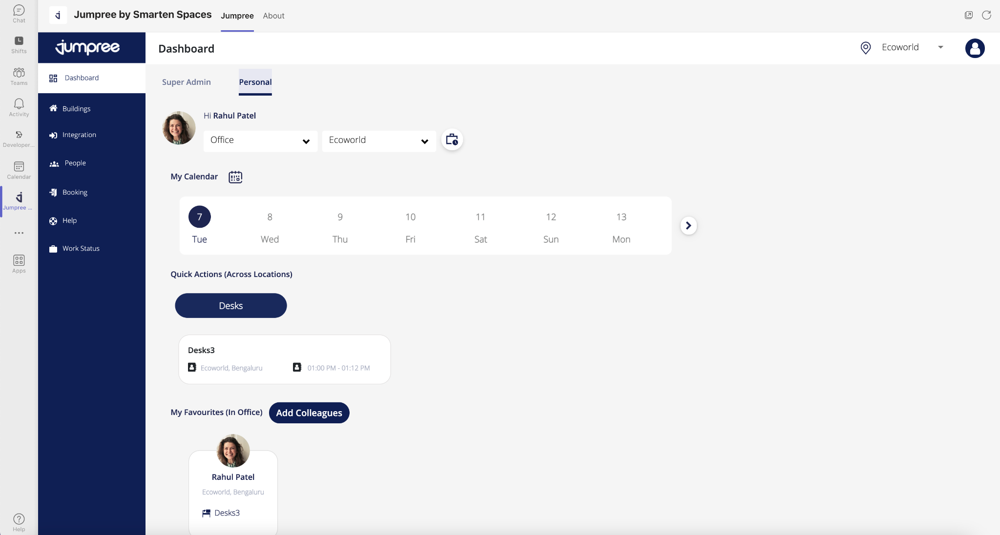 Chat
Shifts
Teams
Activity
Developer...
Calendar
Jumpree ...
Apps
Help
Jumpree by Smarten Spaces
Jumpree
About
jumpree
Dashboard
Buildings
Integration
People
Booking
Help
Work Status
Dashboard
Ecoworld
Super Admin
Personal
Hi Rahul Patel
Office
Ecoworld
My Calendar
7 8 9 10 11 12 13
Tue Wed Thu Fri Sat Sun Mon
Quick Actions (Across Locations)
Desks
Desks3
Ecoworld, Bengaluru
01:00 PM - 01:12 PM
My Favourites (In Office)
Add Colleagues
Rahul Patel
Ecoworld, Bengaluru
Desks3